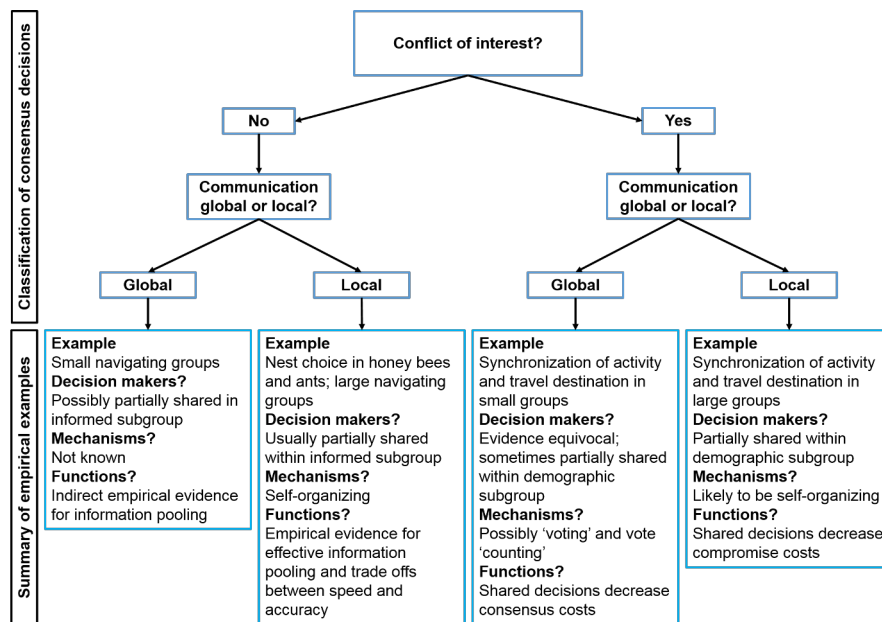 Classification of consensus decisions
Conflict of interest?
No
Yes
Communication
global or local?
Communication
global or local?
Global
Local
Global
Local
Summary of empirical examples
Example
Small navigating groups
Decision makers?
Possibly partially shared in
informed subgroup
Mechanisms?
Not known
Functions?
Indirect empirical evidence
for information pooling
Example
Nest choice in honey bees
and ants; large navigating
groups
Decision makers?
Usually partially shared
within informed subgroup
Mechanisms?
Self-organizing
Functions?
Empirical evidence for
effective information
pooling and trade offs
between speed and
accuracy
Example
Synchronization of activity
and travel destination in
small groups
Decision makers?
Evidence equivocal;
sometimes partially shared
within demographic
subgroup
Mechanisms?
Possibly ‘voting’ and vote
‘counting’
Functions?
Shared decisions decrease
consensus costs
Example
Synchronization of activity
and travel destination in
large groups
Decision makers?
Partially shared within
demographic subgroup
Mechanisms?
Likely to be self-organizing
Functions?
Shared decisions decrease
compromise costs